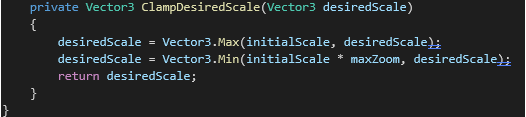 private Vector3 ClampDesiredScale(Vector3 desiredScale)
{
desiredScale = Vector3.Max(initialScale, desiredScale);
desiredScale = Vector3.Min(initialScale * maxZoom, desiredScale);
return desiredScale;
}
}